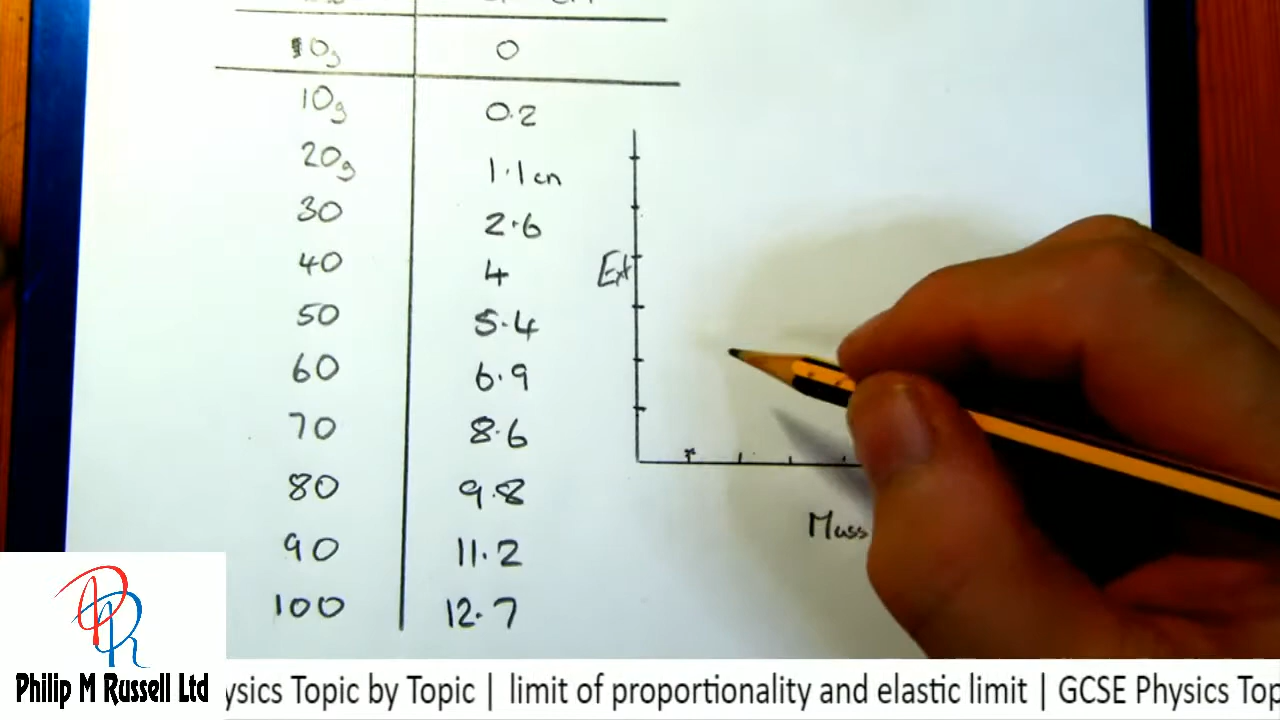 0g 0
10g 0.2
20g 1.1cm
30 2.6
40 4
50 5.4
60 6.9
70 8.6
80 9.8
90 11.2
100 12.7
Ext
Mass
PR
Philip M Russell Ltd
ysics Topic by Topic | limit of proportionality and elastic limit | GCSE Physics Top